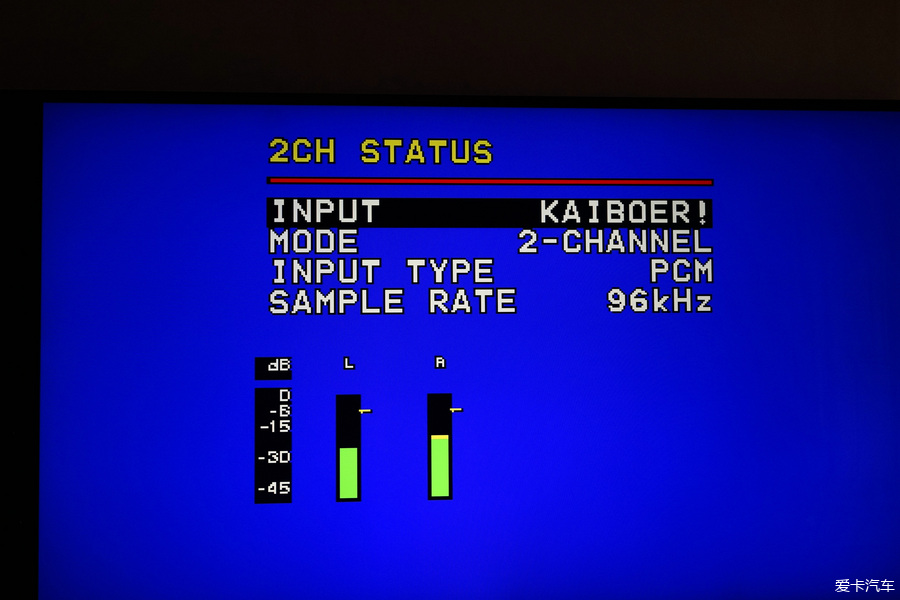 2CH STATUS
INPUT KAIBOER!
MODE 2-CHANNEL
INPUT TYPE PCM
SAMPLE RATE 96kHz
dB L R
0
-6
-15
-30
-45
爱卡汽车